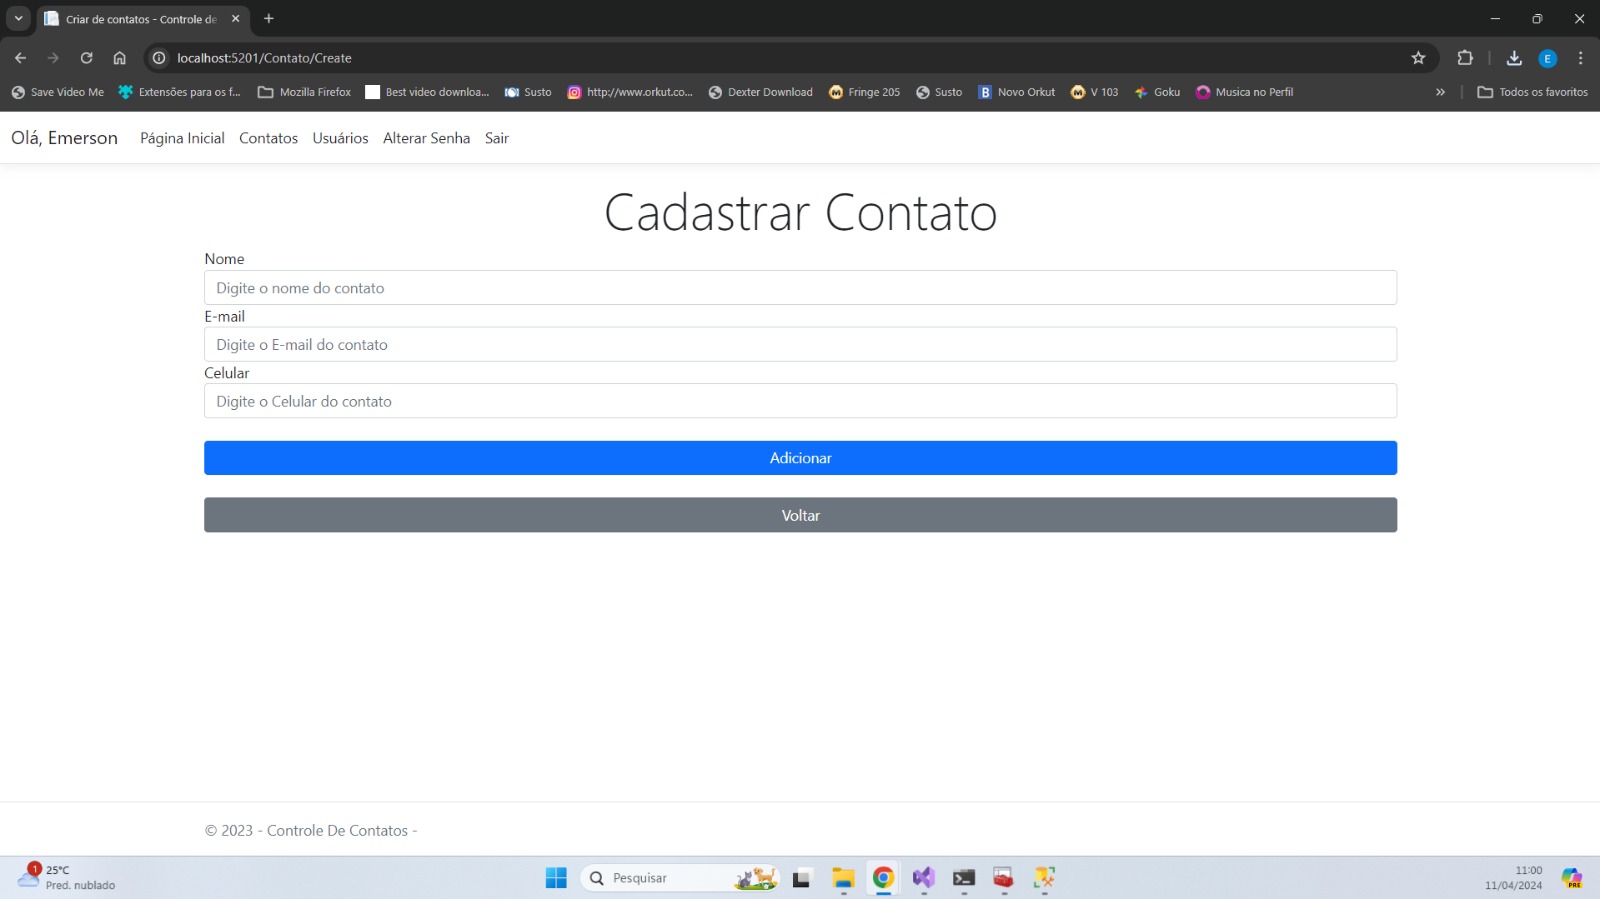 Criar de contatos - Controle de
localhost:5201/Contato/Create
E
Save Video Me
Extensões para os f...
Mozilla Firefox
Best video downloa...
Susto
http://www.orkut.co...
Dexter Download
Fringe 205
Susto
Novo Orkut
V 103
Goku
Musica no Perfil
Todos os favoritos
Olá, Emerson
Página Inicial
Contatos
Usuários
Alterar Senha
Sair
Cadastrar Contato
Nome
Digite o nome do contato
E-mail
Digite o E-mail do contato
Celular
Digite o Celular do contato
Adicionar
Voltar
© 2023 - Controle De Contatos -
1
25°C
Pred. nublado
Pesquisar
11:00
11/04/2024
PRE